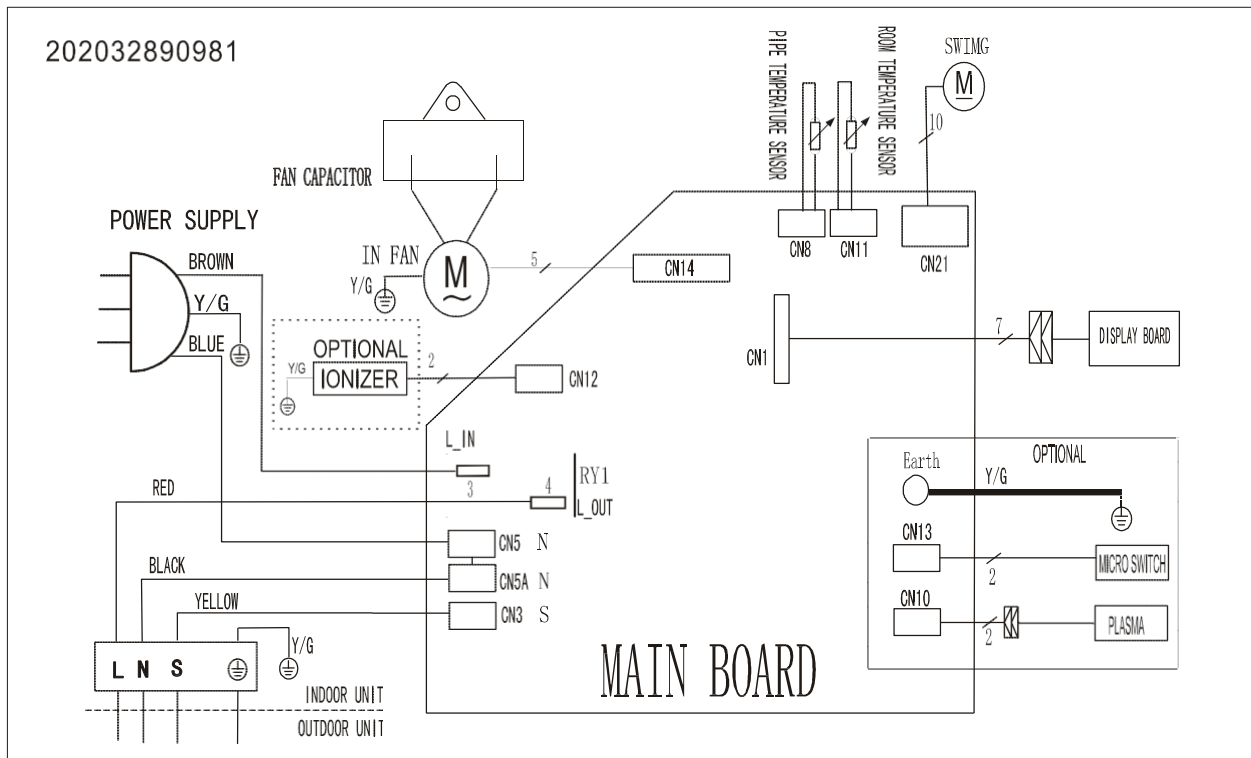 202032890981
PIPE TEMPERATURE SENSOR
ROOM TEMPERATURE SENSOR
SWIMG
M
10
FAN CAPACITOR
CN8
CN11
CN21
POWER SUPPLY
BROWN
Y/G
BLUE
IN FAN
Y/G
M
~
5
CN14
OPTIONAL
IONIZER
Y/G
2
CN12
CN1
7
DISPLAY BOARD
L_IN
3
RED
4
RY1
L_OUT
CN5 N
BLACK
CN5A N
YELLOW
CN3 S
Y/G
L N S
INDOOR UNIT
OUTDOOR UNIT
OPTIONAL
Earth
Y/G
CN13
2
MICRO SWITCH
CN10
2
PLASMA
MAIN BOARD